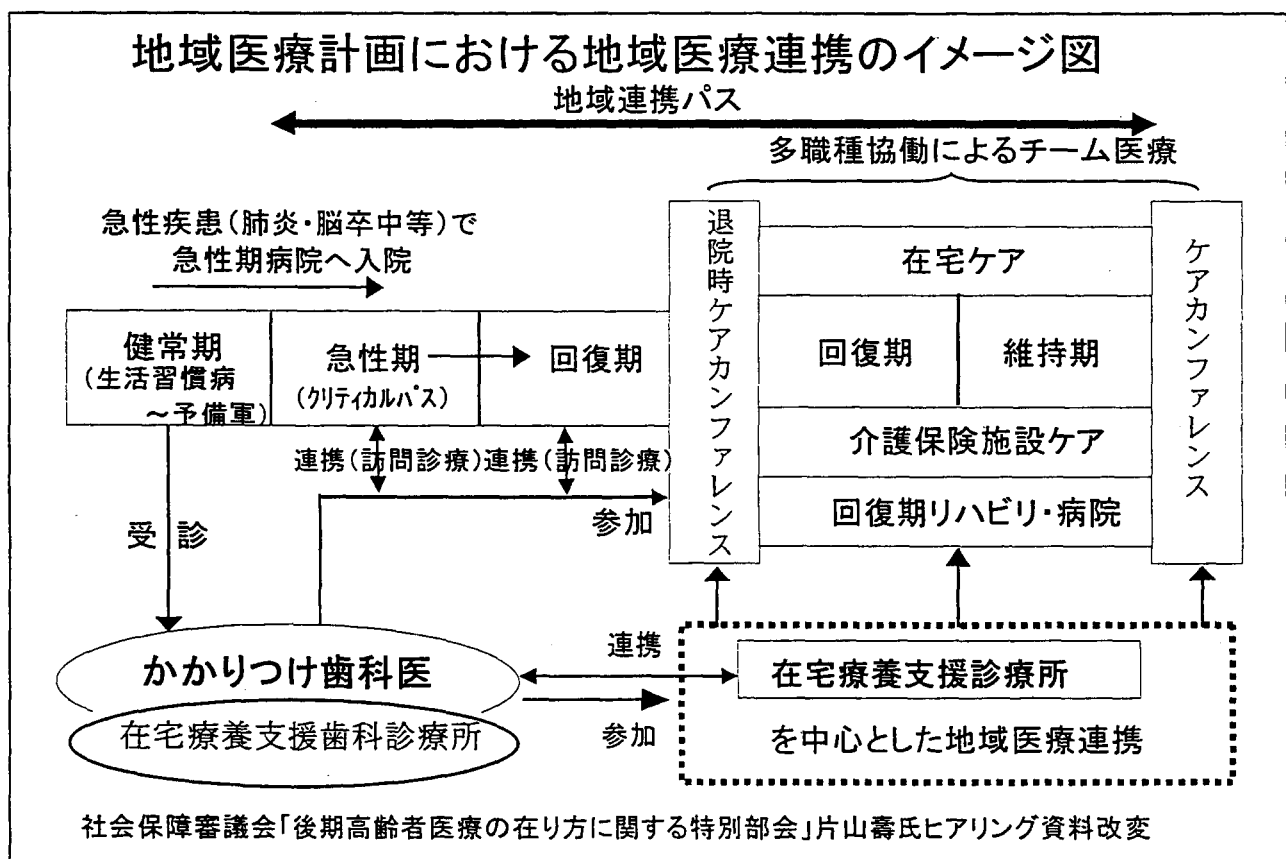 地域医療計画における地域医療連携のイメージ図
地域連携パス
多職種協働によるチーム医療
急性疾患(肺炎・脳卒中等)で
急性期病院へ入院
健常期
(生活習慣病
～予備軍)
急性期
(クリティカルパス)
回復期
退院時ケアカンファレンス
在宅ケア
回復期
維持期
介護保険施設ケア
回復期リハビリ・病院
ケアカンファレンス
連携(訪問診療)
連携(訪問診療)
参加
受診
かかりつけ歯科医
在宅療養支援歯科診療所
連携
参加
在宅療養支援診療所
を中心とした地域医療連携
社会保障審議会「後期高齢者医療の在り方に関する特別部会」片山壽氏ヒアリング資料改変